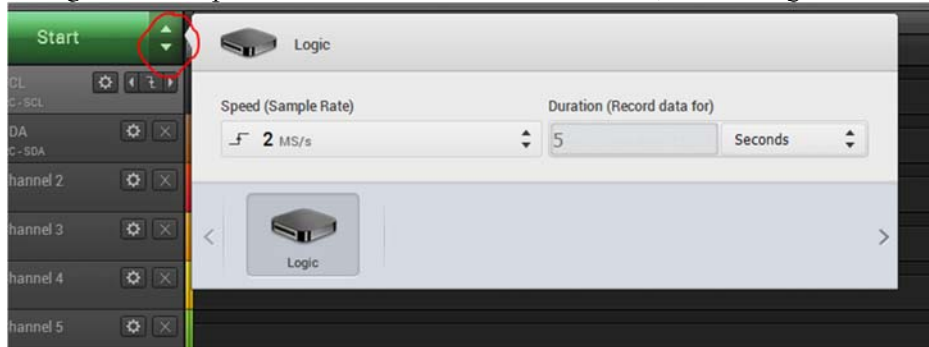 Start
Logic
CL
C - SCL
Speed (Sample Rate)
Duration (Record data for)
2 MS/s
5
Seconds
DA
C - SDA
hannel 2
hannel 3
Logic
hannel 4
hannel 5